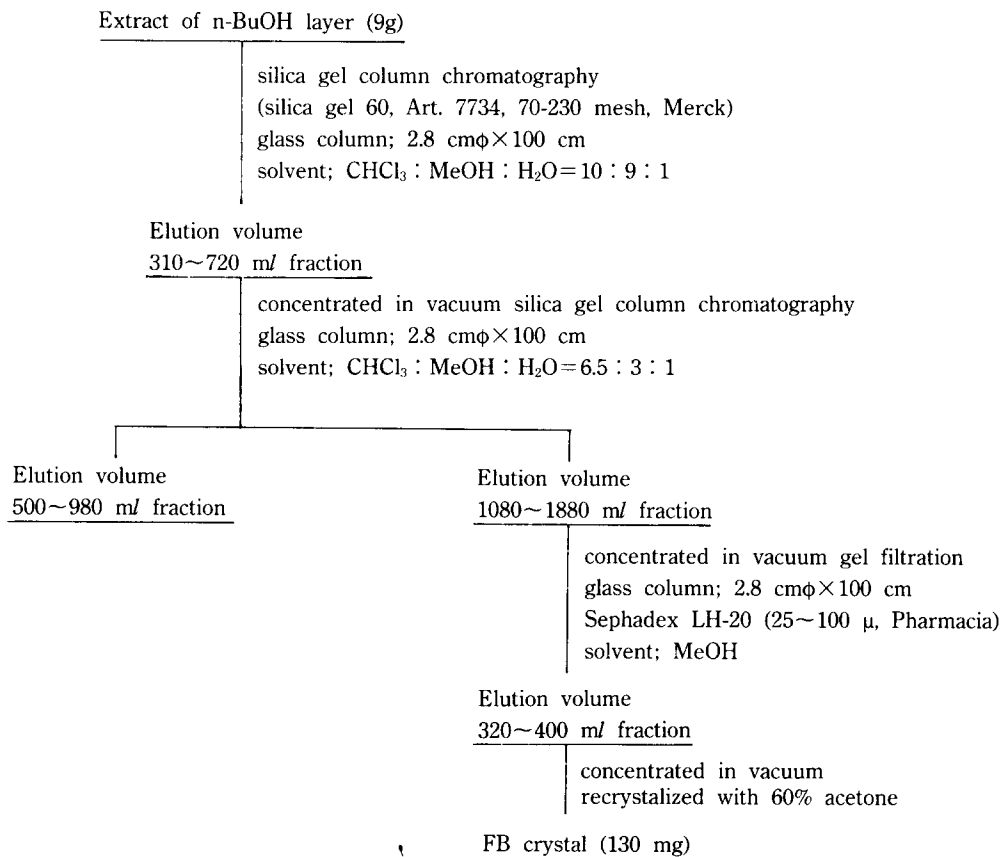 Extract of n-BuOH layer (9g)
silica gel column chromatography
(silica gel 60, Art. 7734, 70-230 mesh, Merck)
glass column; 2.8 cmϕ×100 cm
solvent; CHCl₃ : MeOH : H₂O=10 : 9 : 1
Elution volume
310~720 ml fraction
concentrated in vacuum silica gel column chromatography
glass column; 2.8 cmϕ×100 cm
solvent; CHCl₃ : MeOH : H₂O=6.5 : 3 : 1
Elution volume
500~980 ml fraction
Elution volume
1080~1880 ml fraction
concentrated in vacuum gel filtration
glass column; 2.8 cmϕ×100 cm
Sephadex LH-20 (25~100 μ, Pharmacia)
solvent; MeOH
Elution volume
320~400 ml fraction
concentrated in vacuum
recrystalized with 60% acetone
FB crystal (130 mg)